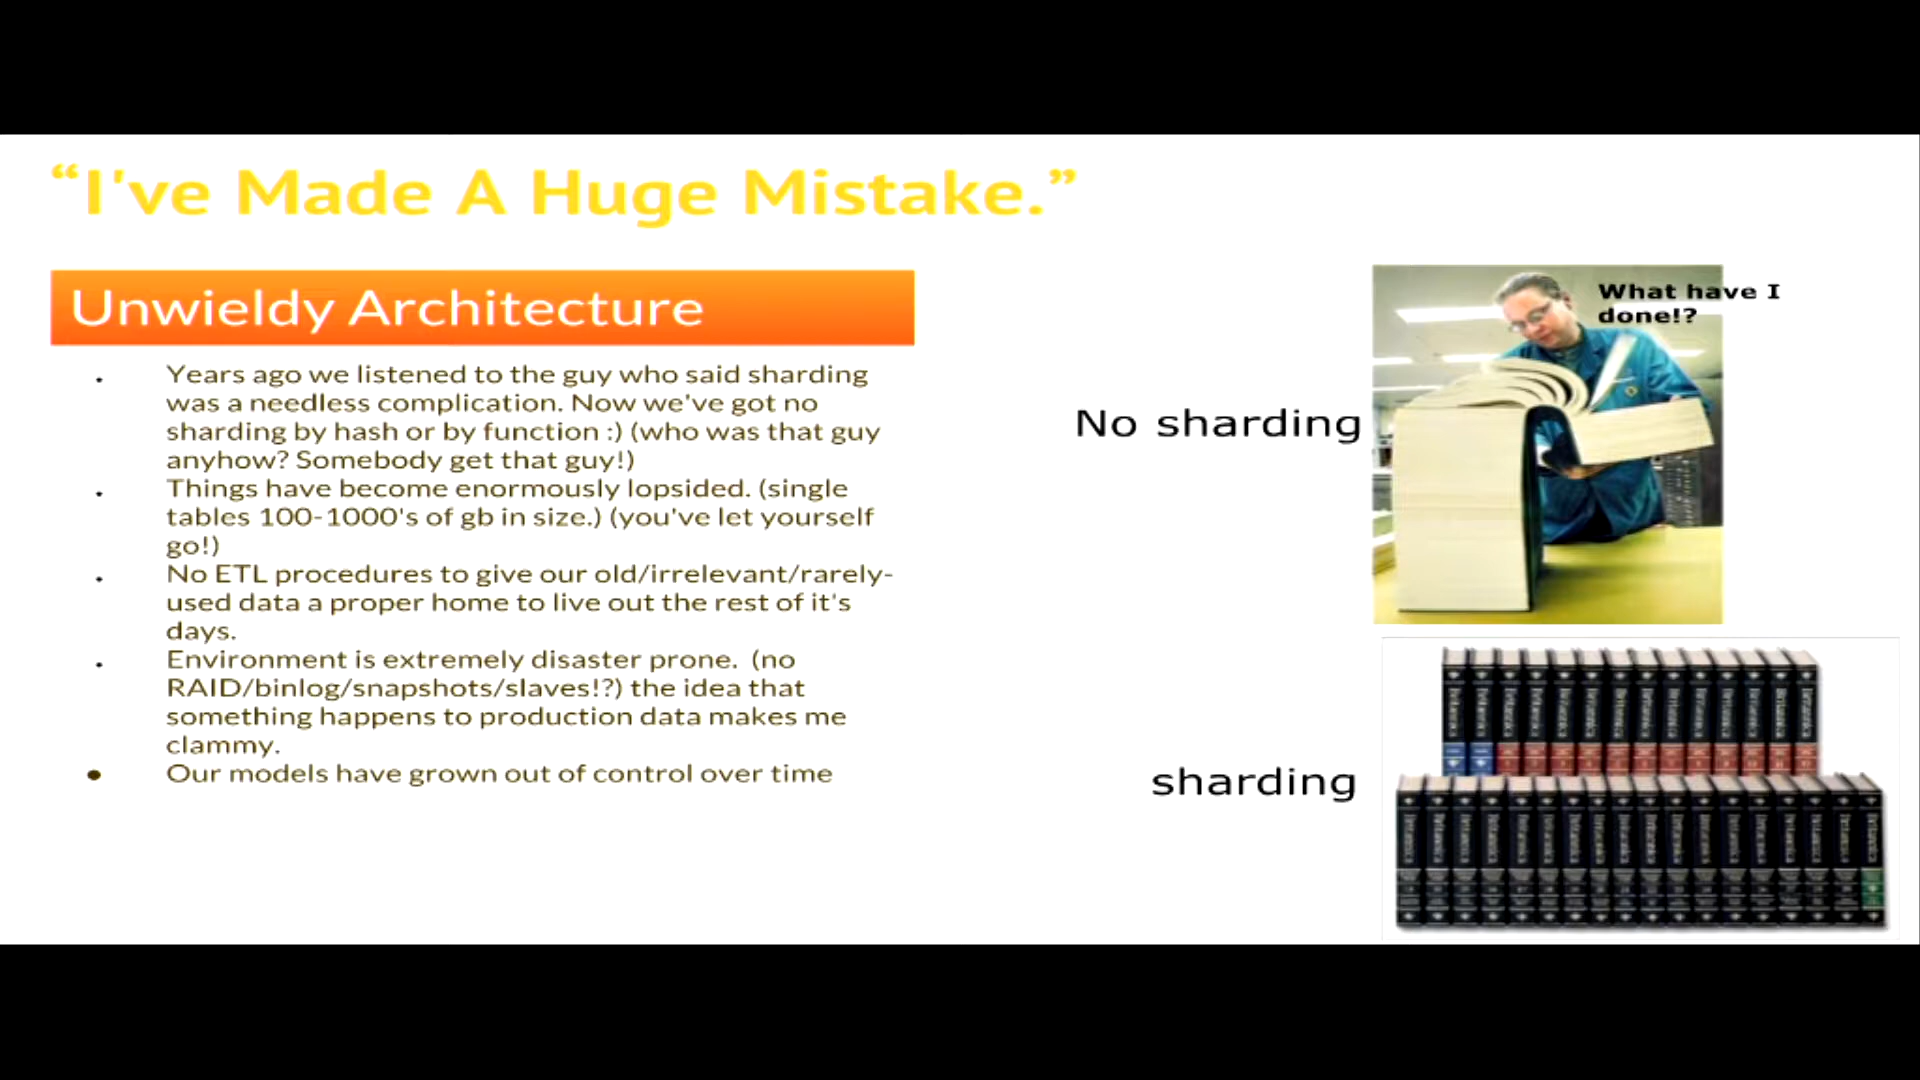 “I've Made A Huge Mistake.”
Unwieldy Architecture
Years ago we listened to the guy who said sharding
was a needless complication. Now we've got no
sharding by hash or by function :) (who was that guy
anyhow? Somebody get that guy!)
Things have become enormously lopsided. (single
tables 100-1000's of gb in size.) (you've let yourself
go!)
No ETL procedures to give our old/irrelevant/rarely-
used data a proper home to live out the rest of it's
days.
Environment is extremely disaster prone.  (no
RAID/binlog/snapshots/slaves!?) the idea that
something happens to production data makes me
clammy.
Our models have grown out of control over time
What have I
done!?
No sharding
sharding